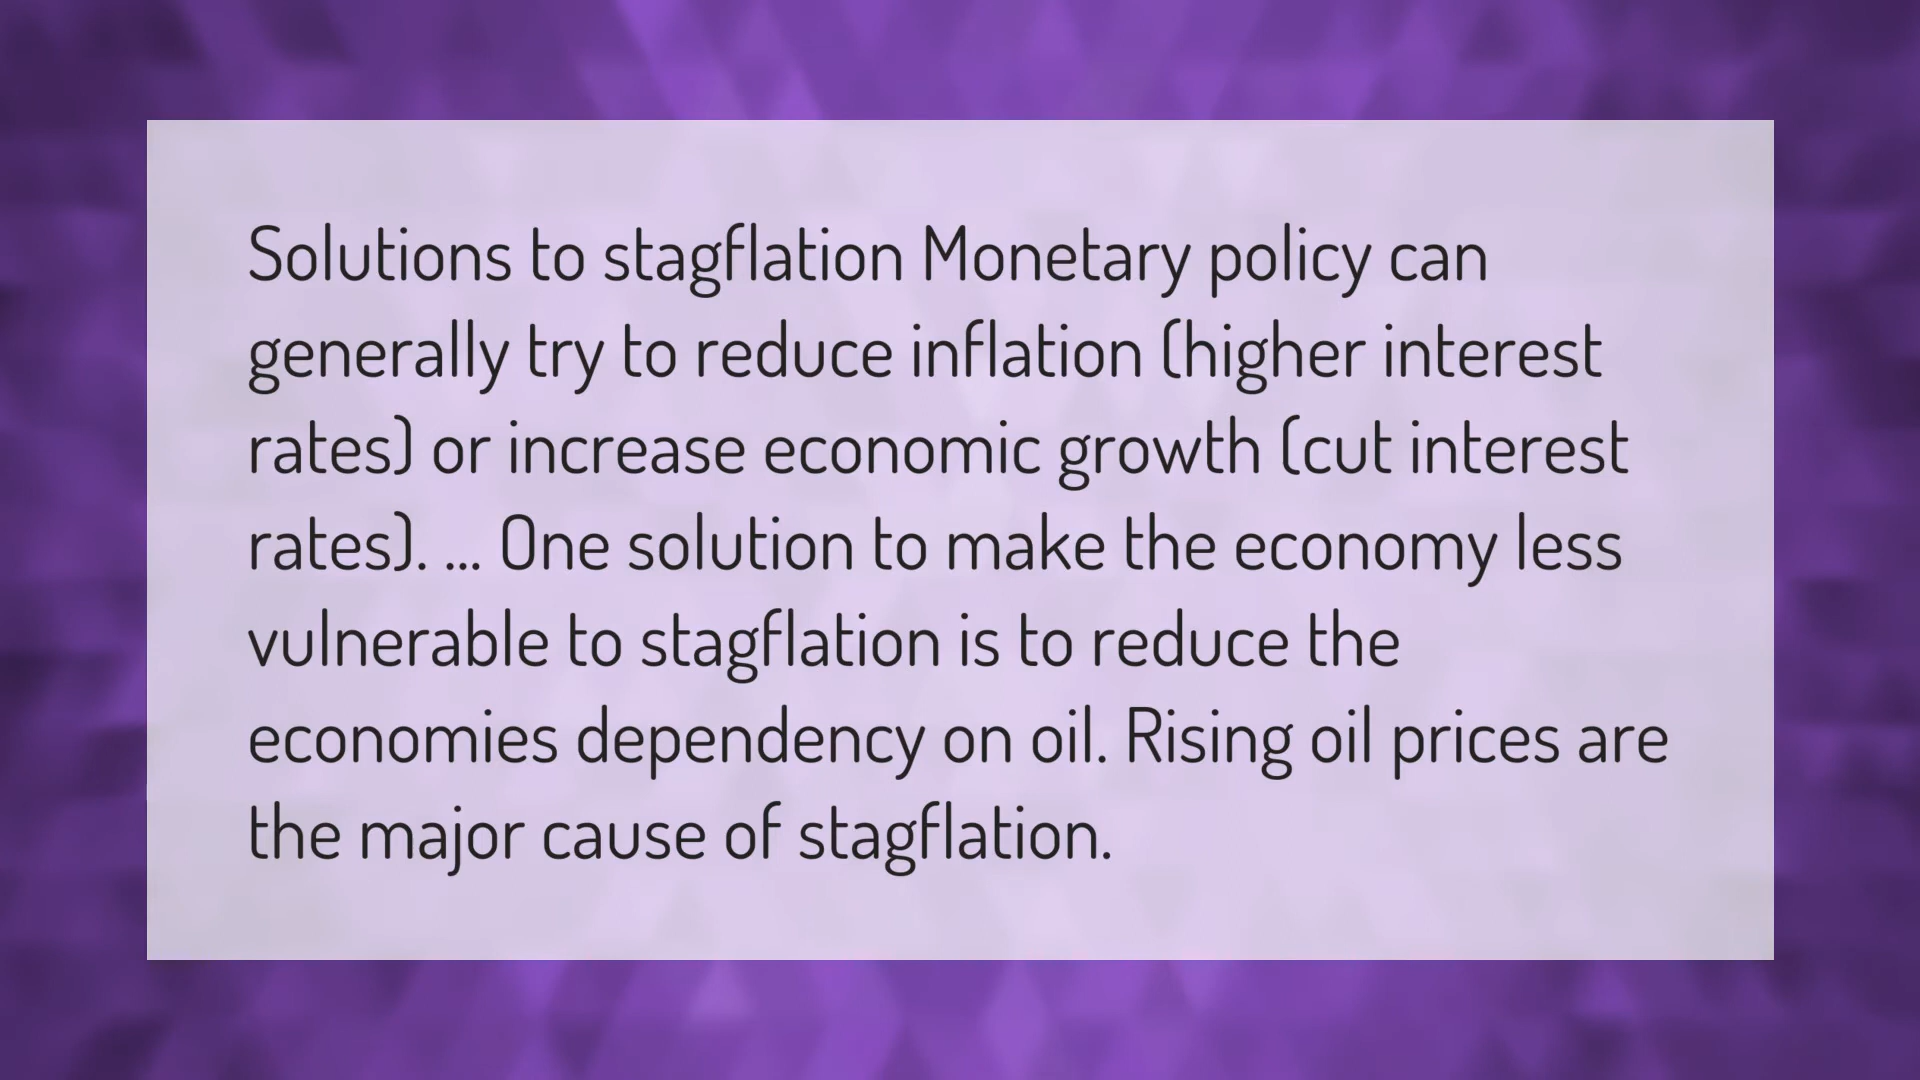 Solutions to stagflation Monetary policy can
generally try to reduce inflation (higher interest
rates) or increase economic growth (cut interest
rates). ... One solution to make the economy less
vulnerable to stagflation is to reduce the
economies dependency on oil. Rising oil prices are
the major cause of stagflation.